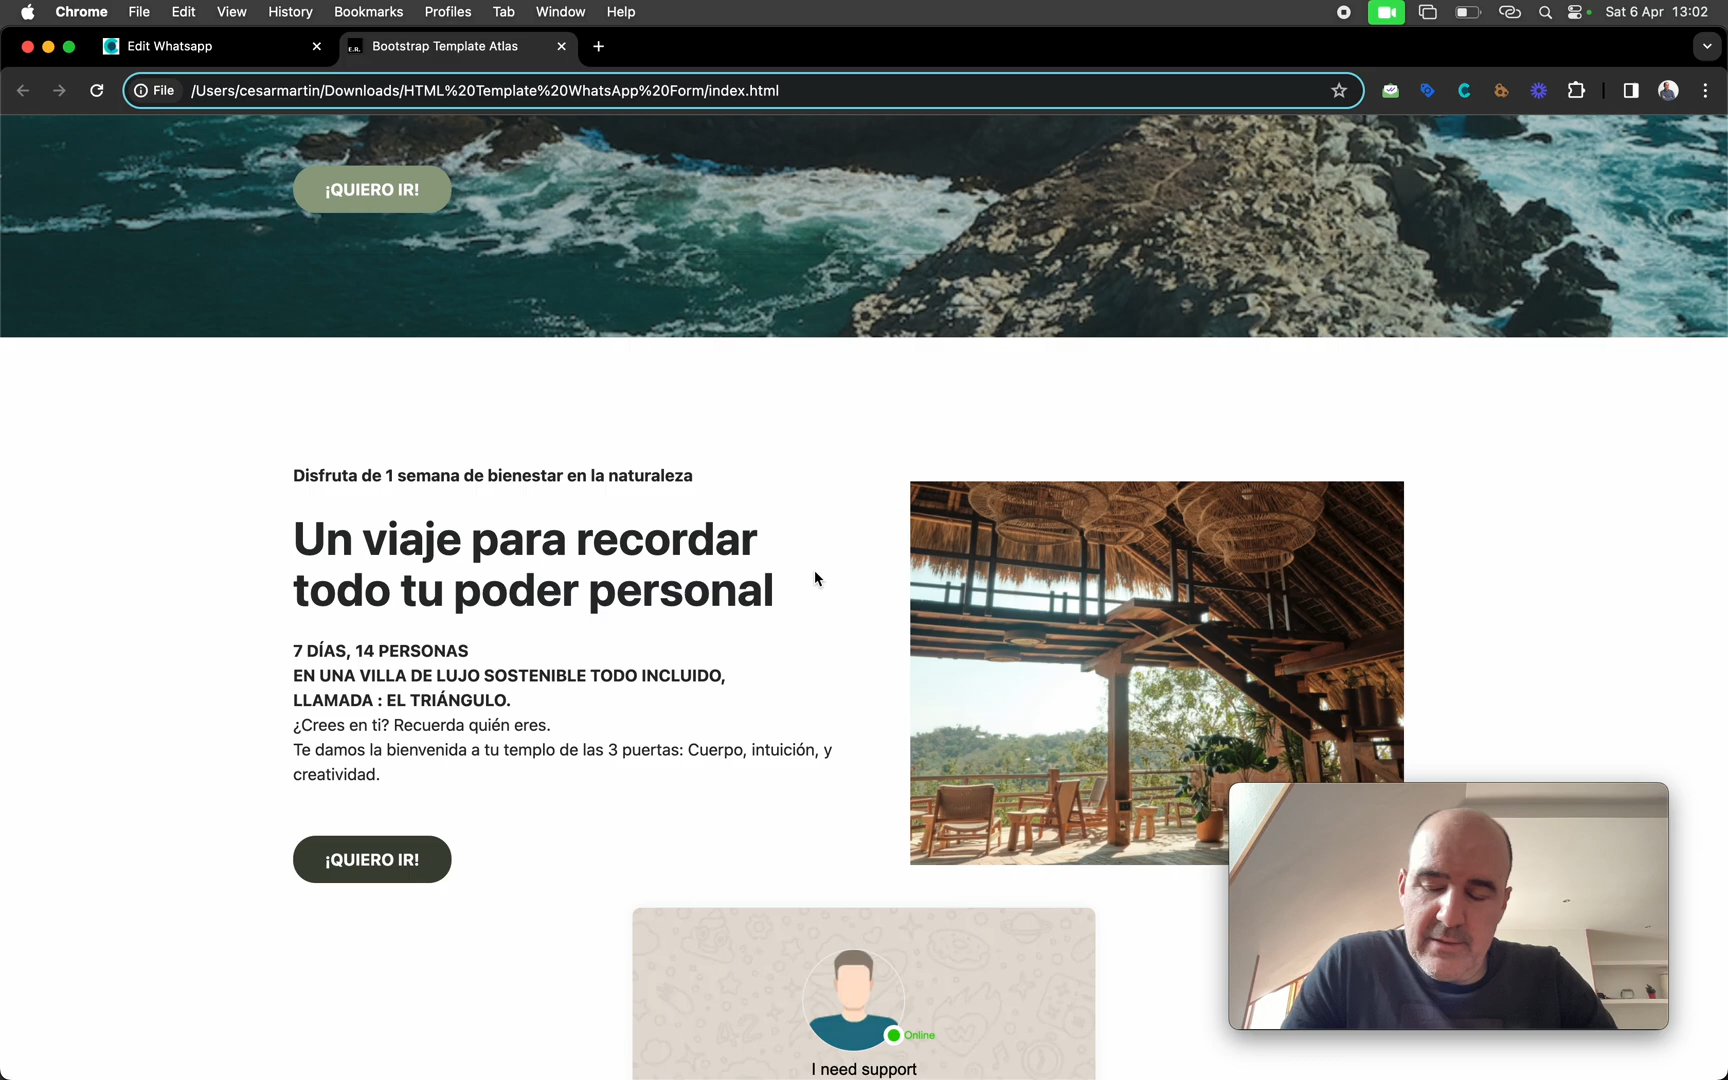 Chrome File Edit View History Bookmarks Profiles Tab Window Help
Sat 6 Apr 13:02
Edit Whatsapp
E.R. Bootstrap Template Atlas
File /Users/cesarmartin/Downloads/HTML%20Template%20WhatsApp%20Form/index.html
¡QUIERO IR!
Disfruta de 1 semana de bienestar en la naturaleza
Un viaje para recordar
todo tu poder personal
7 DÍAS, 14 PERSONAS
EN UNA VILLA DE LUJO SOSTENIBLE TODO INCLUIDO,
LLAMADA : EL TRIÁNGULO.
¿Crees en ti? Recuerda quién eres.
Te damos la bienvenida a tu templo de las 3 puertas: Cuerpo, intuición, y
creatividad.
¡QUIERO IR!
Online
I need support